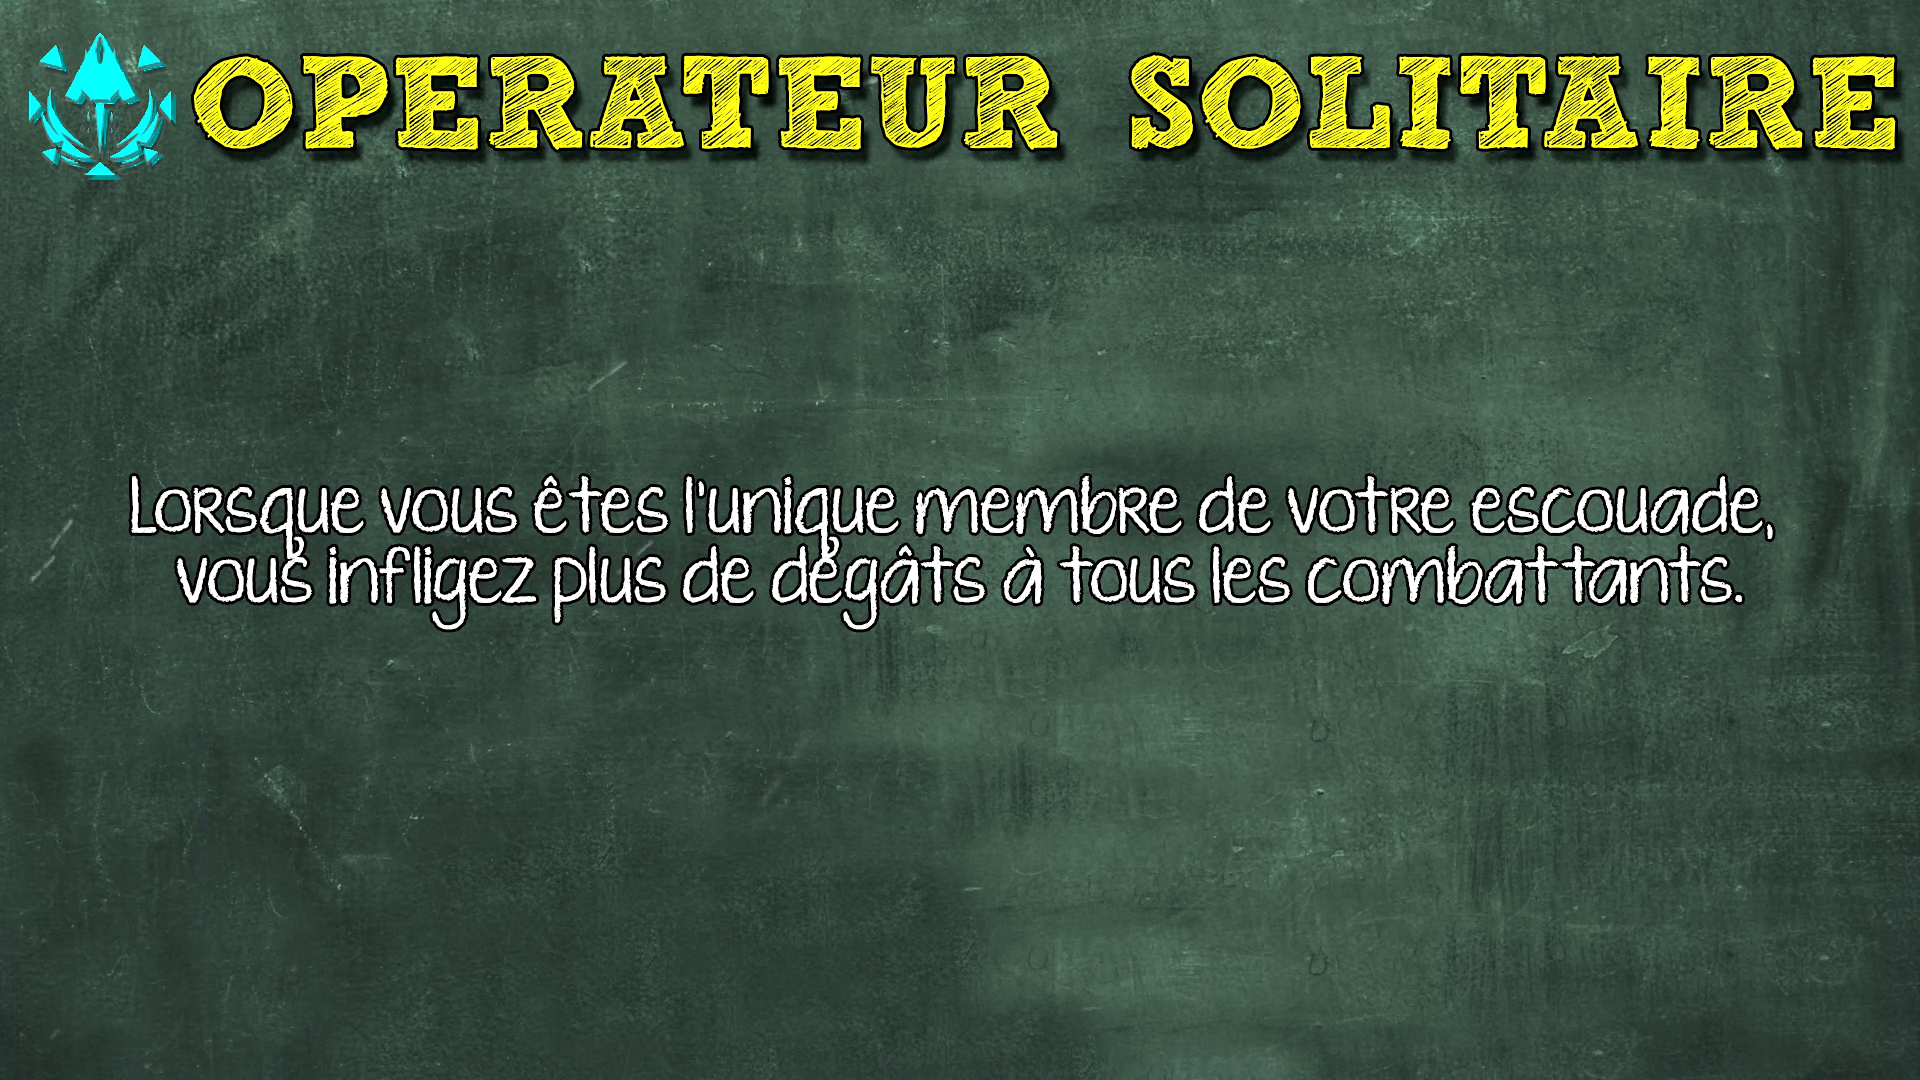 OPERATEUR SOLITAIRE
Lorsque vous êtes l'unique membre de votre escouade,
vous infligez plus de dégâts à tous les combattants.